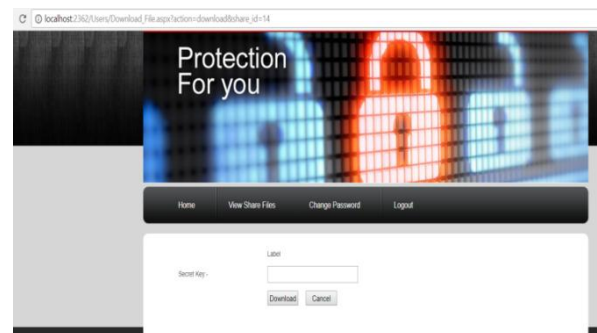 localhost:2362/Users/Download_File.aspx?action=download&share_id=14
Protection
For you
Home View Share Files Change Password Logout
Label
Secret Key:-
Download Cancel